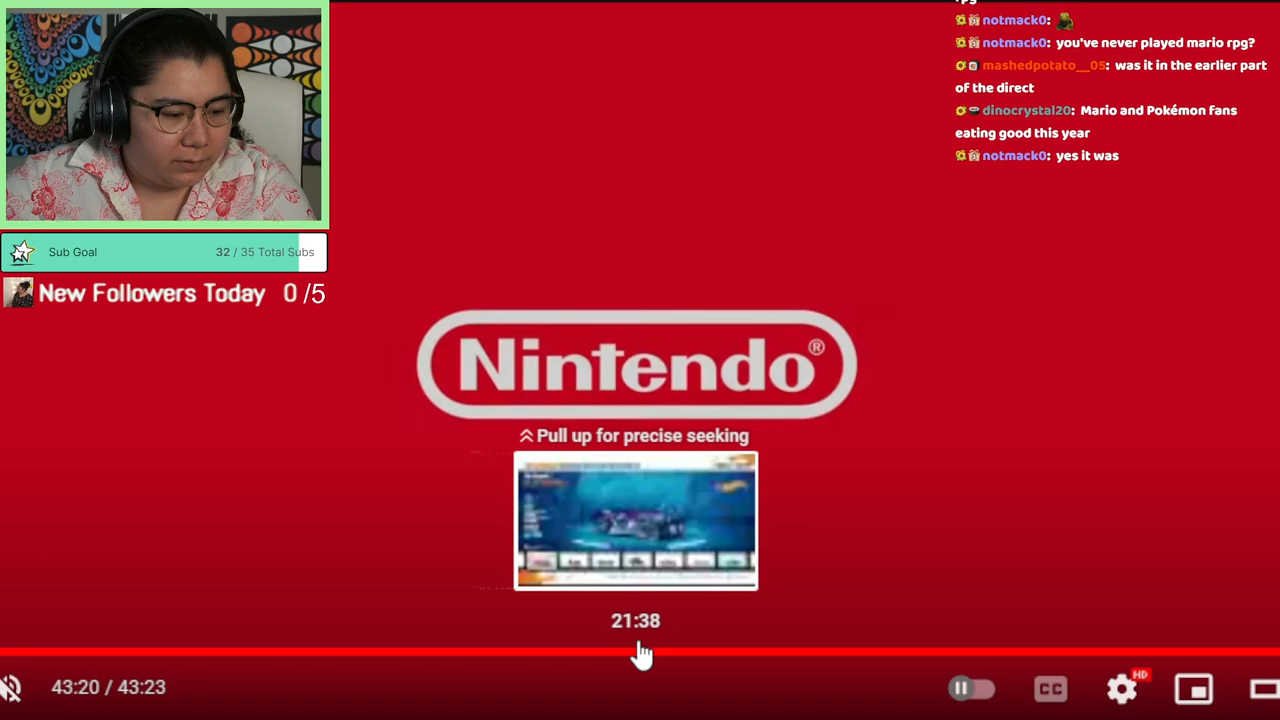 rpg
notmack0:
notmack0: you've never played mario rpg?
mashedpotato__05: was it in the earlier part
of the direct
dinocrystal20: Mario and Pokémon fans
eating good this year
notmack0: yes it was
Sub Goal 32 / 35 Total Subs
New Followers Today 0 /5
Nintendo®
Pull up for precise seeking
21:38
43:20 / 43:23
CC
HD